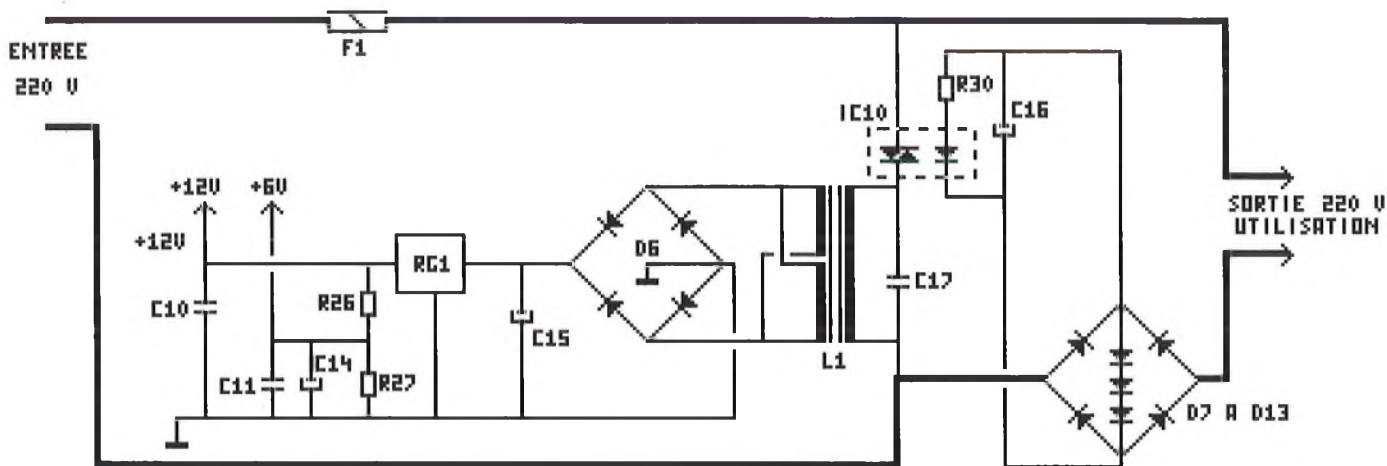 F1
ENTREE
220 V
R30
C16
IC10
+12V
+6V
+12V
SORTIE 220 V
UTILISATION
RG1
D6
C17
C10
R26
C15
L1
C14
C11
R27
D7 A D13